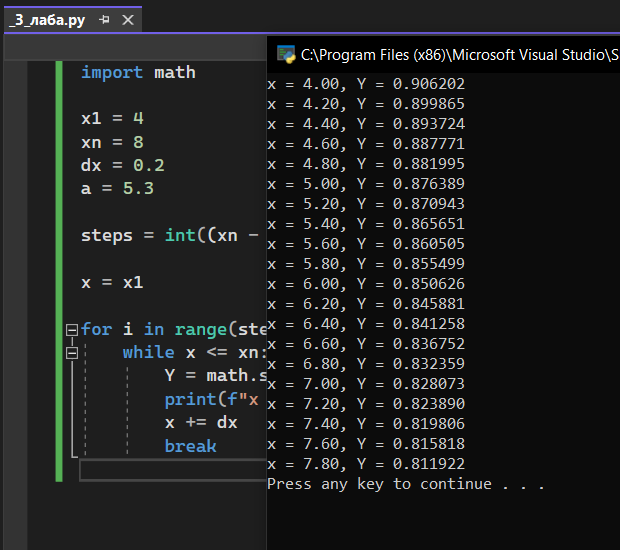 _3_лаба.py
import math
x1 = 4
xn = 8
dx = 0.2
a = 5.3
steps = int((xn -
x = x1
for i in range(ste
while x <= xn:
Y = math.s
print(f"x
x += dx
break
C:\Program Files (x86)\Microsoft Visual Studio\S
x = 4.00, Y = 0.906202
x = 4.20, Y = 0.899865
x = 4.40, Y = 0.893724
x = 4.60, Y = 0.887771
x = 4.80, Y = 0.881995
x = 5.00, Y = 0.876389
x = 5.20, Y = 0.870943
x = 5.40, Y = 0.865651
x = 5.60, Y = 0.860505
x = 5.80, Y = 0.855499
x = 6.00, Y = 0.850626
x = 6.20, Y = 0.845881
x = 6.40, Y = 0.841258
x = 6.60, Y = 0.836752
x = 6.80, Y = 0.832359
x = 7.00, Y = 0.828073
x = 7.20, Y = 0.823890
x = 7.40, Y = 0.819806
x = 7.60, Y = 0.815818
x = 7.80, Y = 0.811922
Press any key to continue . . .